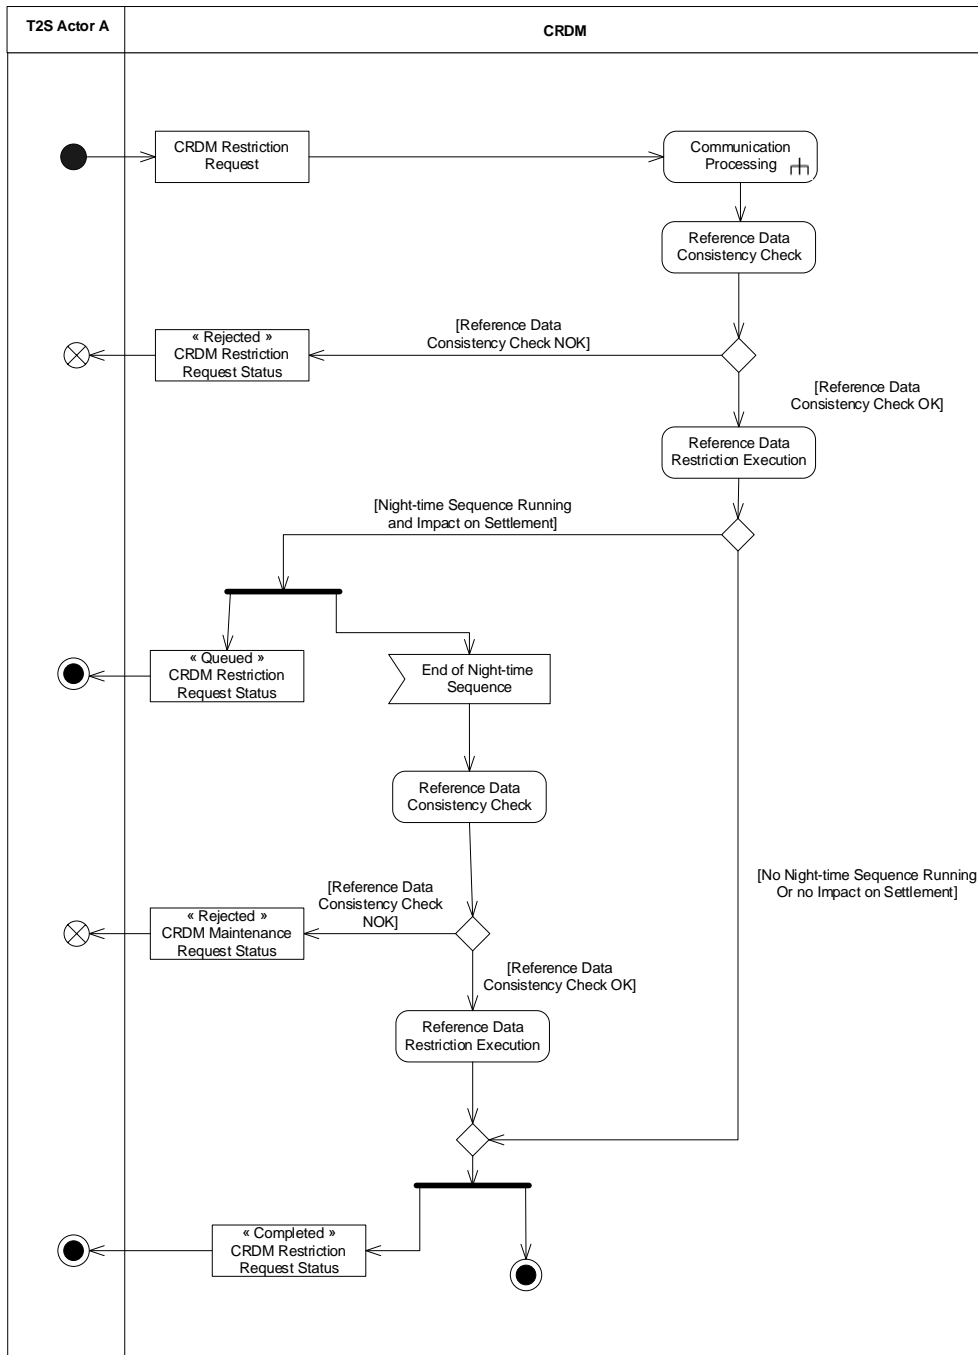 T2S Actor A
CRDM
CRDM Restriction
Request
Communication
Processing
Reference Data
Consistency Check
[Reference Data
Consistency Check NOK]
« Rejected »
CRDM Restriction
Request Status
[Reference Data
Consistency Check OK]
Reference Data
Restriction Execution
[Night-time Sequence Running
and Impact on Settlement]
« Queued »
CRDM Restriction
Request Status
End of Night-time
Sequence
Reference Data
Consistency Check
[No Night-time Sequence Running
Or no Impact on Settlement]
[Reference Data
Consistency Check
NOK]
« Rejected »
CRDM Maintenance
Request Status
[Reference Data
Consistency Check OK]
Reference Data
Restriction Execution
« Completed »
CRDM Restriction
Request Status